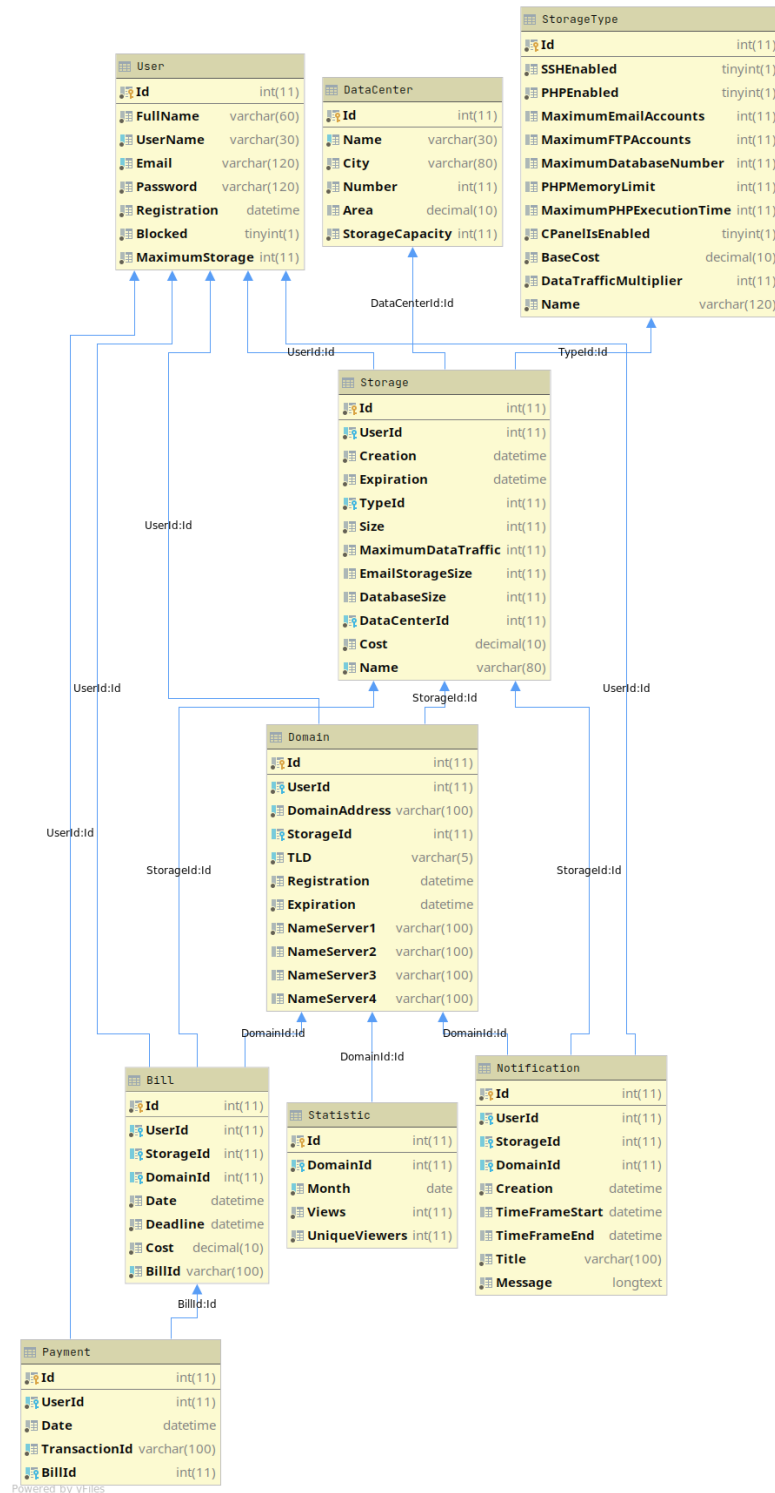 StorageType
Id int(11)
SSHEnabled tinyint(1)
PHPEnabled tinyint(1)
MaximumEmailAccounts int(11)
MaximumFTPAccounts int(11)
MaximumDatabaseNumber int(11)
PHPMemoryLimit int(11)
MaximumPHPExecutionTime int(11)
CPanelIsEnabled tinyint(1)
BaseCost decimal(10)
DataTrafficMultiplier int(11)
Name varchar(120)
User
Id int(11)
FullName varchar(60)
UserName varchar(30)
Email varchar(120)
Password varchar(120)
Registration datetime
Blocked tinyint(1)
MaximumStorage int(11)
DataCenter
Id int(11)
Name varchar(30)
City varchar(80)
Number int(11)
Area decimal(10)
StorageCapacity int(11)
DataCenterId:Id
UserId:Id
TypeId:Id
Storage
Id int(11)
UserId int(11)
Creation datetime
Expiration datetime
TypeId int(11)
Size int(11)
MaximumDataTraffic int(11)
EmailStorageSize int(11)
DatabaseSize int(11)
DataCenterId int(11)
Cost decimal(10)
Name varchar(80)
UserId:Id
UserId:Id
StorageId:Id
UserId:Id
Domain
Id int(11)
UserId int(11)
DomainAddress varchar(100)
StorageId int(11)
TLD varchar(5)
Registration datetime
Expiration datetime
NameServer1 varchar(100)
NameServer2 varchar(100)
NameServer3 varchar(100)
NameServer4 varchar(100)
UserId:Id
StorageId:Id
StorageId:Id
DomainId:Id
DomainId:Id
DomainId:Id
Bill
Id int(11)
UserId int(11)
StorageId int(11)
DomainId int(11)
Date datetime
Deadline datetime
Cost decimal(10)
BillId varchar(100)
Statistic
Id int(11)
DomainId int(11)
Month date
Views int(11)
UniqueViewers int(11)
Notification
Id int(11)
UserId int(11)
StorageId int(11)
DomainId int(11)
Creation datetime
TimeFrameStart datetime
TimeFrameEnd datetime
Title varchar(100)
Message longtext
BillId:Id
Payment
Id int(11)
UserId int(11)
Date datetime
TransactionId varchar(100)
BillId int(11)
Powered by yFiles